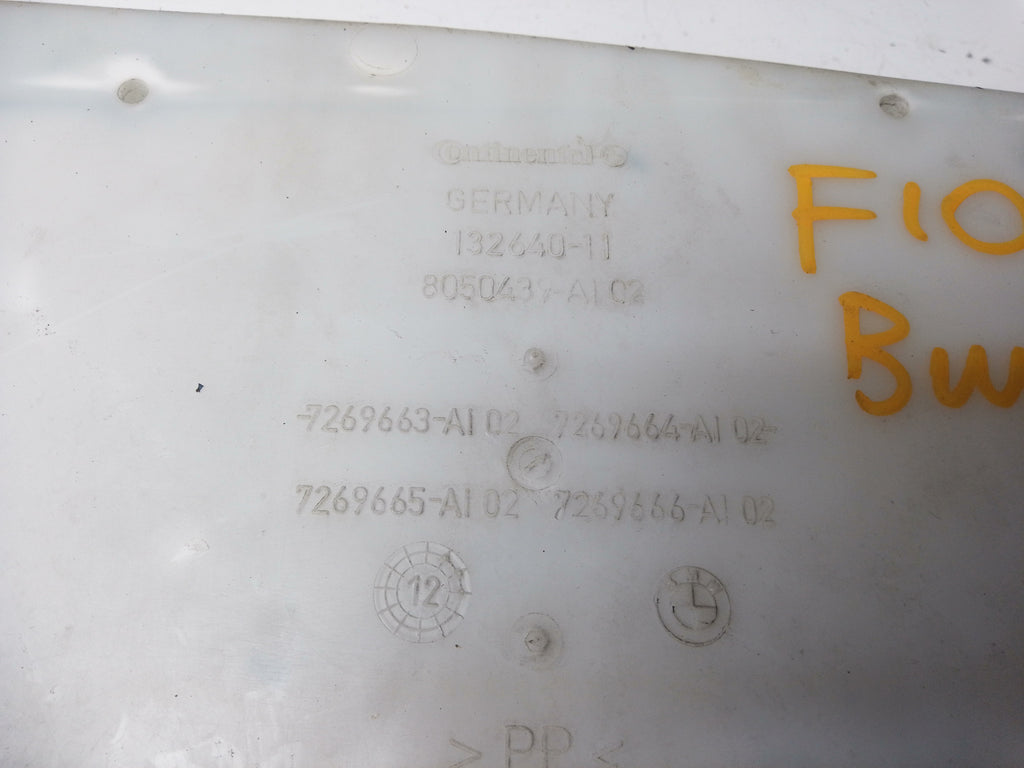 Continental
GERMANY
132640-11
8050439-AI 02
F10
BW
-7269663-AI 02 7269664-AI 02-
7269665-AI 02 7269666-AI 02
12
> PP <